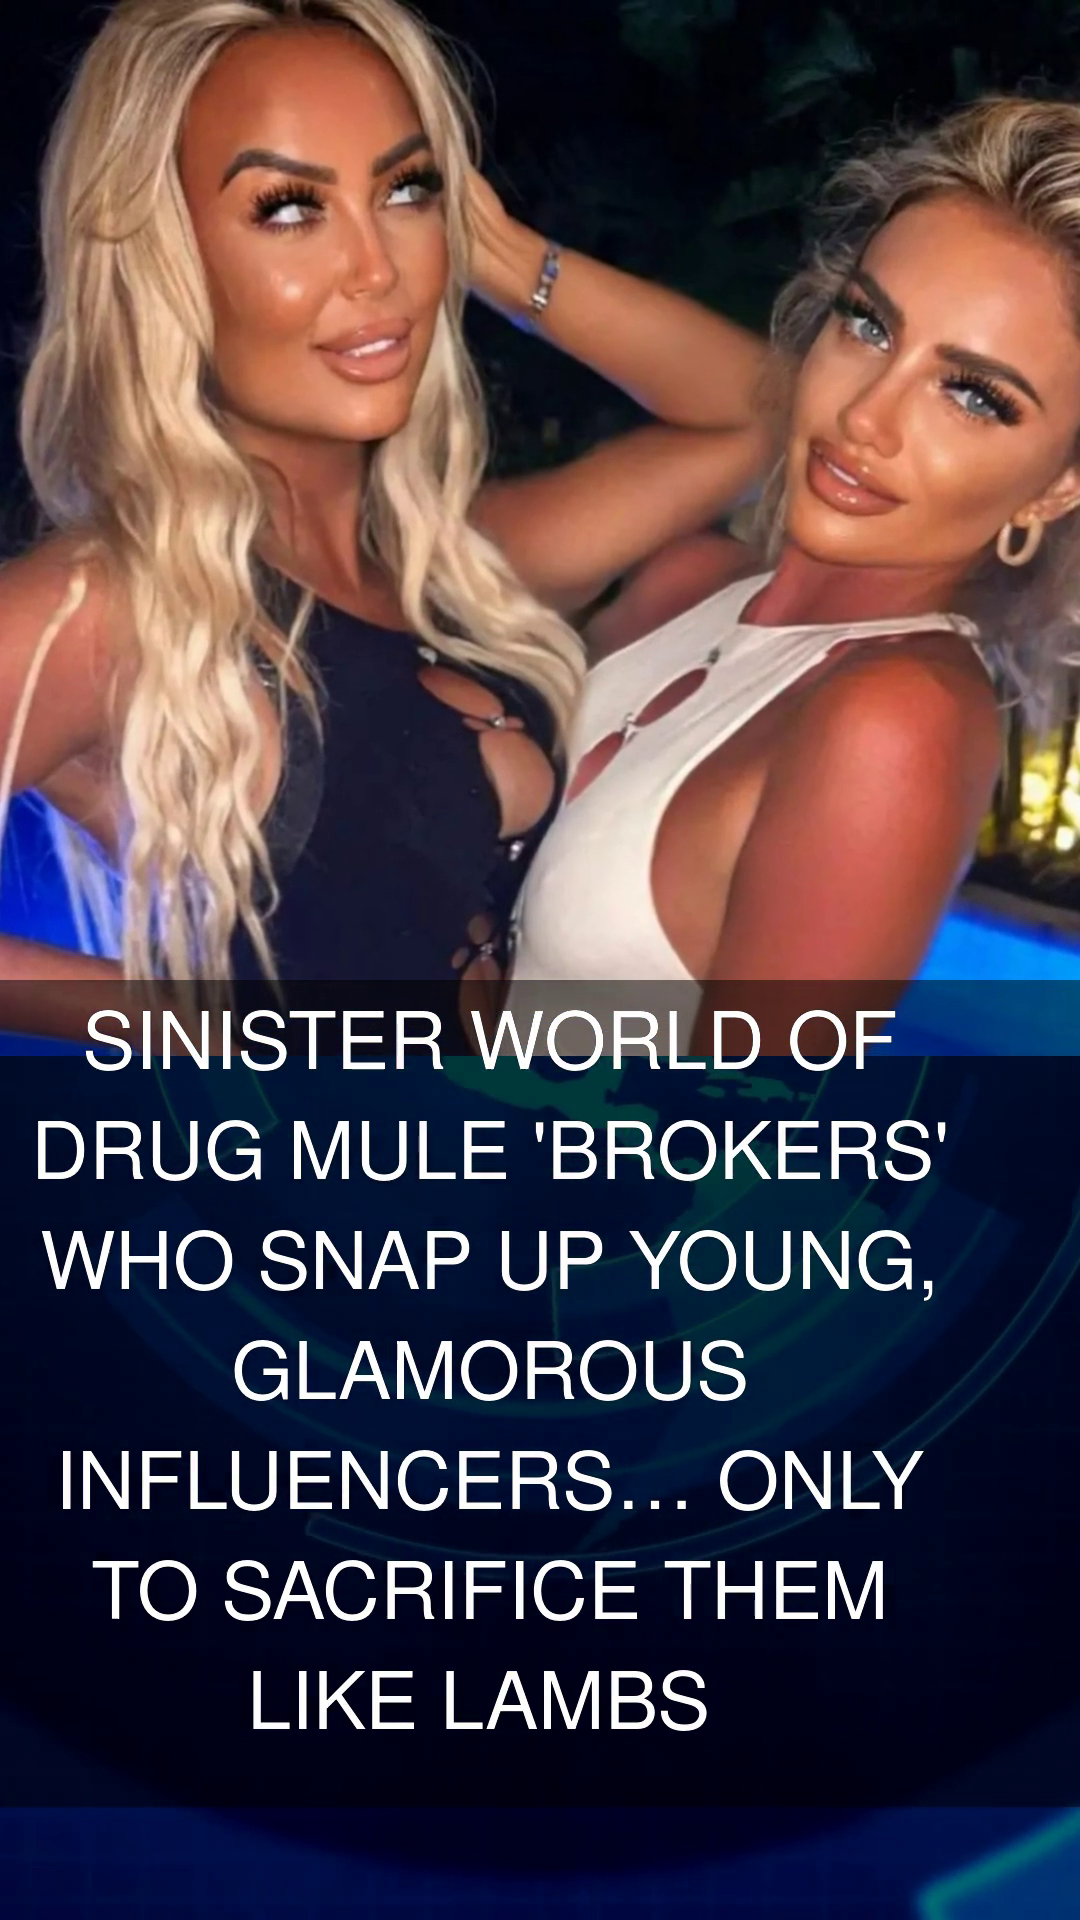 SINISTER WORLD OF
DRUG MULE 'BROKERS'
WHO SNAP UP YOUNG,
GLAMOROUS
INFLUENCERS... ONLY
TO SACRIFICE THEM
LIKE LAMBS